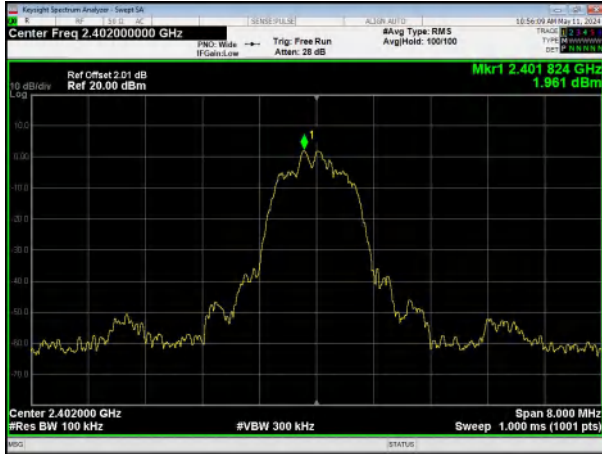 Keysight Spectrum Analyzer - Swept SA
R RF 50 Ω AC SENSE:PULSE ALIGN AUTO 10:56:09 AM May 11, 2024
Center Freq 2.402000000 GHz
PNO: Wide
IFGain:Low
Trig: Free Run
Atten: 28 dB
#Avg Type: RMS
Avg|Hold: 100/100
TRACE 1 2 3 4 5
TYPE M
DET P N N N N N
Mkr1 2.401 824 GHz
1.961 dBm
Ref Offset 2.01 dB
10 dB/div Ref 20.00 dBm
Log
10.0
1
0.00
-10.0
-20.0
-30.0
-40.0
-50.0
-60.0
-70.0
Center 2.402000 GHz Span 8.000 MHz
#Res BW 100 kHz #VBW 300 kHz Sweep 1.000 ms (1001 pts)
MSG STATUS